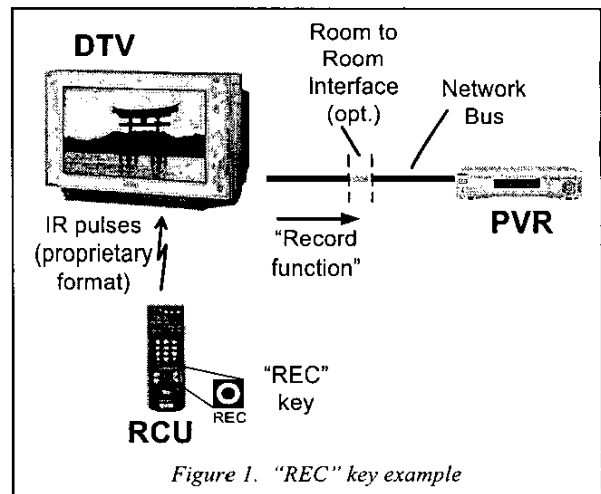 DTV
Room to
Room
Interface
(opt.)
Network
Bus
PVR
IR pulses
(proprietary
format)
"Record
function"
"REC"
key
REC
RCU
Figure 1. "REC" key example